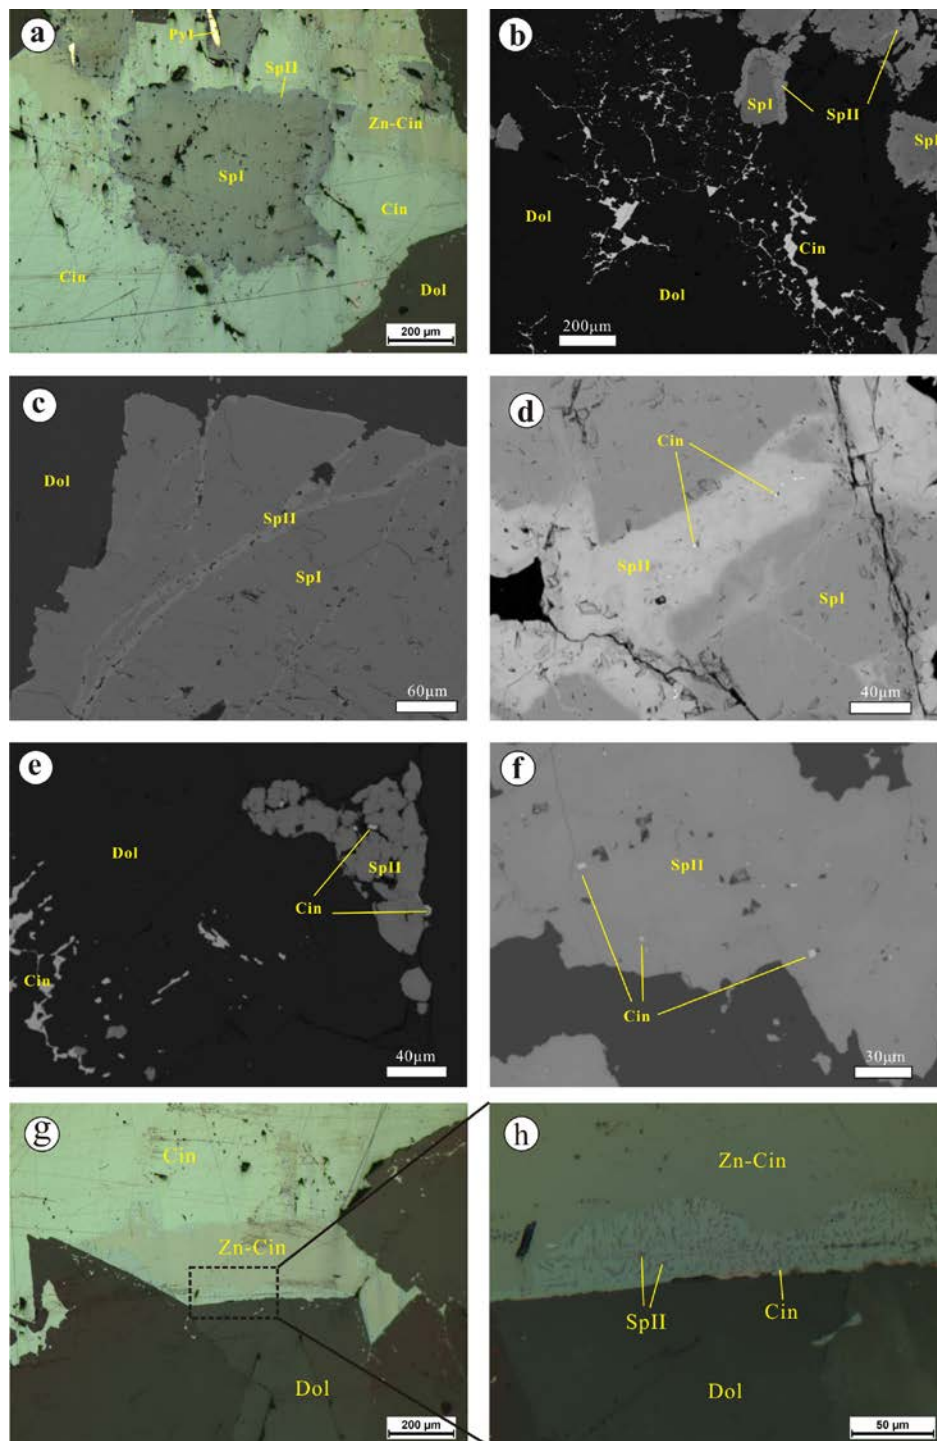 a
PyI
SpII
Zn-Cin
SpI
Cin
Cin
Dol
200 μm
b
SpI
SpII
SpI
Dol
Cin
Dol
200μm
c
Dol
SpII
SpI
60μm
d
Cin
SpII
SpI
40μm
e
Dol
SpII
Cin
Cin
40μm
f
SpII
Cin
30μm
g
Cin
Zn-Cin
Dol
200 μm
h
Zn-Cin
SpII
Cin
Dol
50 μm